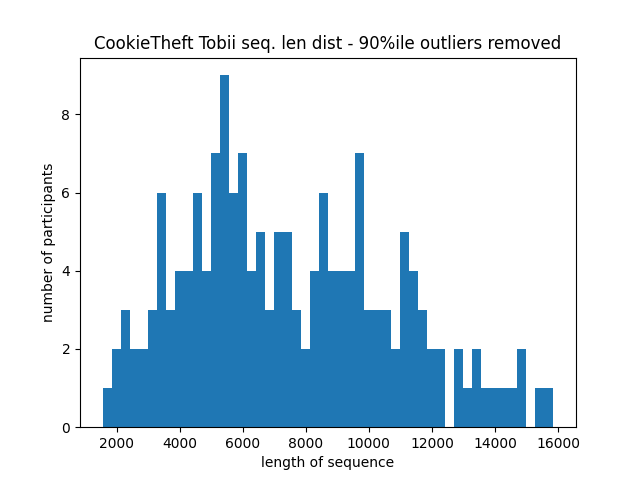 CookieTheft Tobii seq. len dist - 90%ile outliers removed
number of participants
8
6
4
2
0
2000 4000 6000 8000 10000 12000 14000 16000
length of sequence